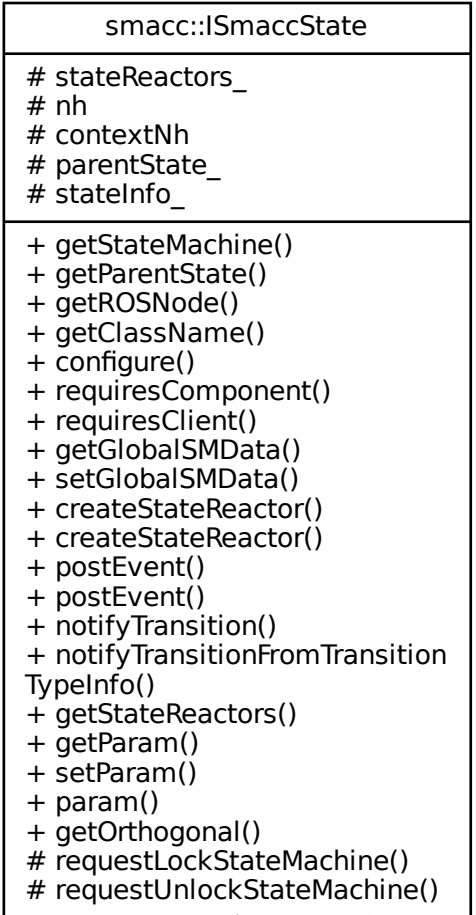 smacc::ISmaccState
# stateReactors_
# nh
# contextNh
# parentState_
# stateInfo_
+ getStateMachine()
+ getParentState()
+ getROSNode()
+ getClassName()
+ configure()
+ requiresComponent()
+ requiresClient()
+ getGlobalSMData()
+ setGlobalSMData()
+ createStateReactor()
+ createStateReactor()
+ postEvent()
+ postEvent()
+ notifyTransition()
+ notifyTransitionFromTransition
TypeInfo()
+ getStateReactors()
+ getParam()
+ setParam()
+ param()
+ getOrthogonal()
# requestLockStateMachine()
# requestUnlockStateMachine()